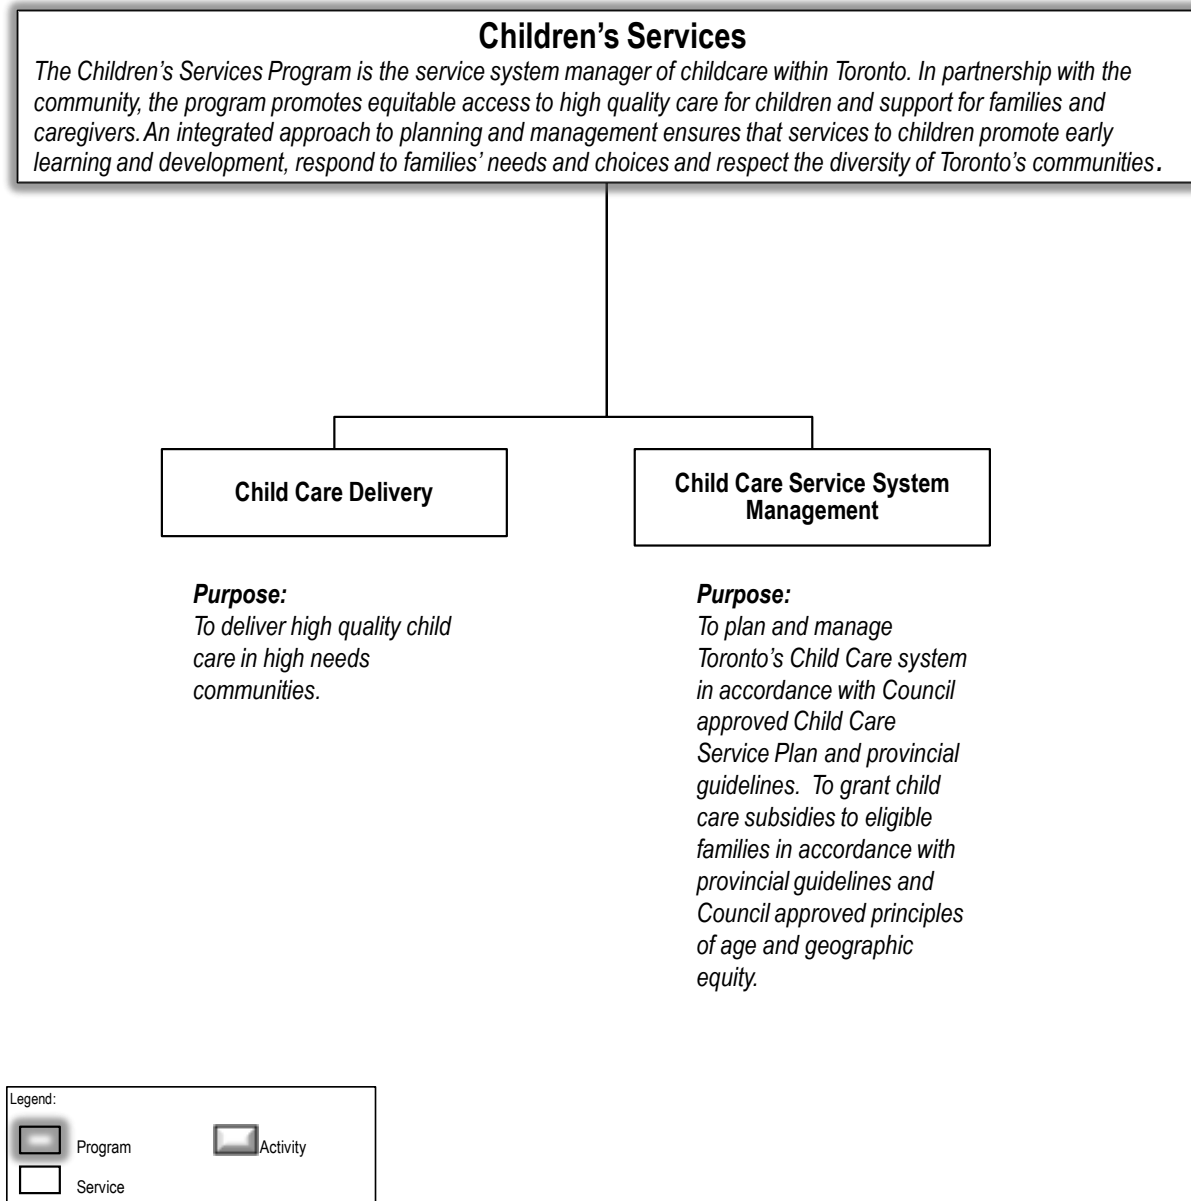 Children’s Services
The Children’s Services Program is the service system manager of childcare within Toronto. In partnership with the
community, the program promotes equitable access to high quality care for children and support for families and
caregivers. An integrated approach to planning and management ensures that services to children promote early
learning and development, respond to families’ needs and choices and respect the diversity of Toronto’s communities.
Child Care Delivery
Purpose:
To deliver high quality child
care in high needs
communities.
Child Care Service System
Management
Purpose:
To plan and manage
Toronto’s Child Care system
in accordance with Council
approved Child Care
Service Plan and provincial
guidelines.  To grant child
care subsidies to eligible
families in accordance with
provincial guidelines and
Council approved principles
of age and geographic
equity.
Legend:
Program
Activity
Service